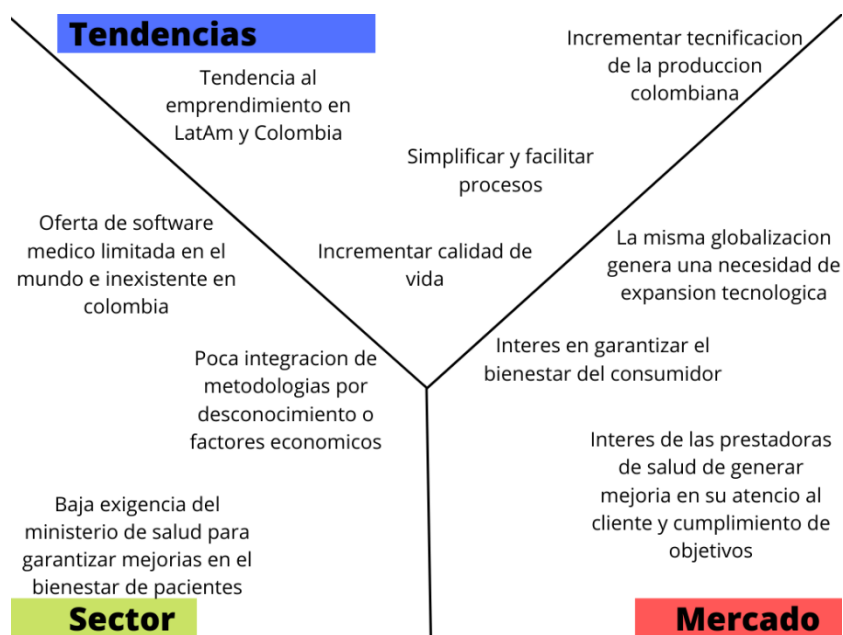 Tendencias
Tendencia al
emprendimiento en
LatAm y Colombia
Incrementar tecnificacion
de la produccion
colombiana
Simplificar y facilitar
procesos
Incrementar calidad de
vida
Oferta de software
medico limitada en el
mundo e inexistente en
colombia
Poca integracion de
metodologias por
desconocimiento o
factores economicos
Baja exigencia del
ministerio de salud para
garantizar mejorias en el
bienestar de pacientes
Sector
La misma globalizacion
genera una necesidad de
expansion tecnologica
Interes en garantizar el
bienestar del consumidor
Interes de las prestadoras
de salud de generar
mejoria en su atencio al
cliente y cumplimiento de
objetivos
Mercado